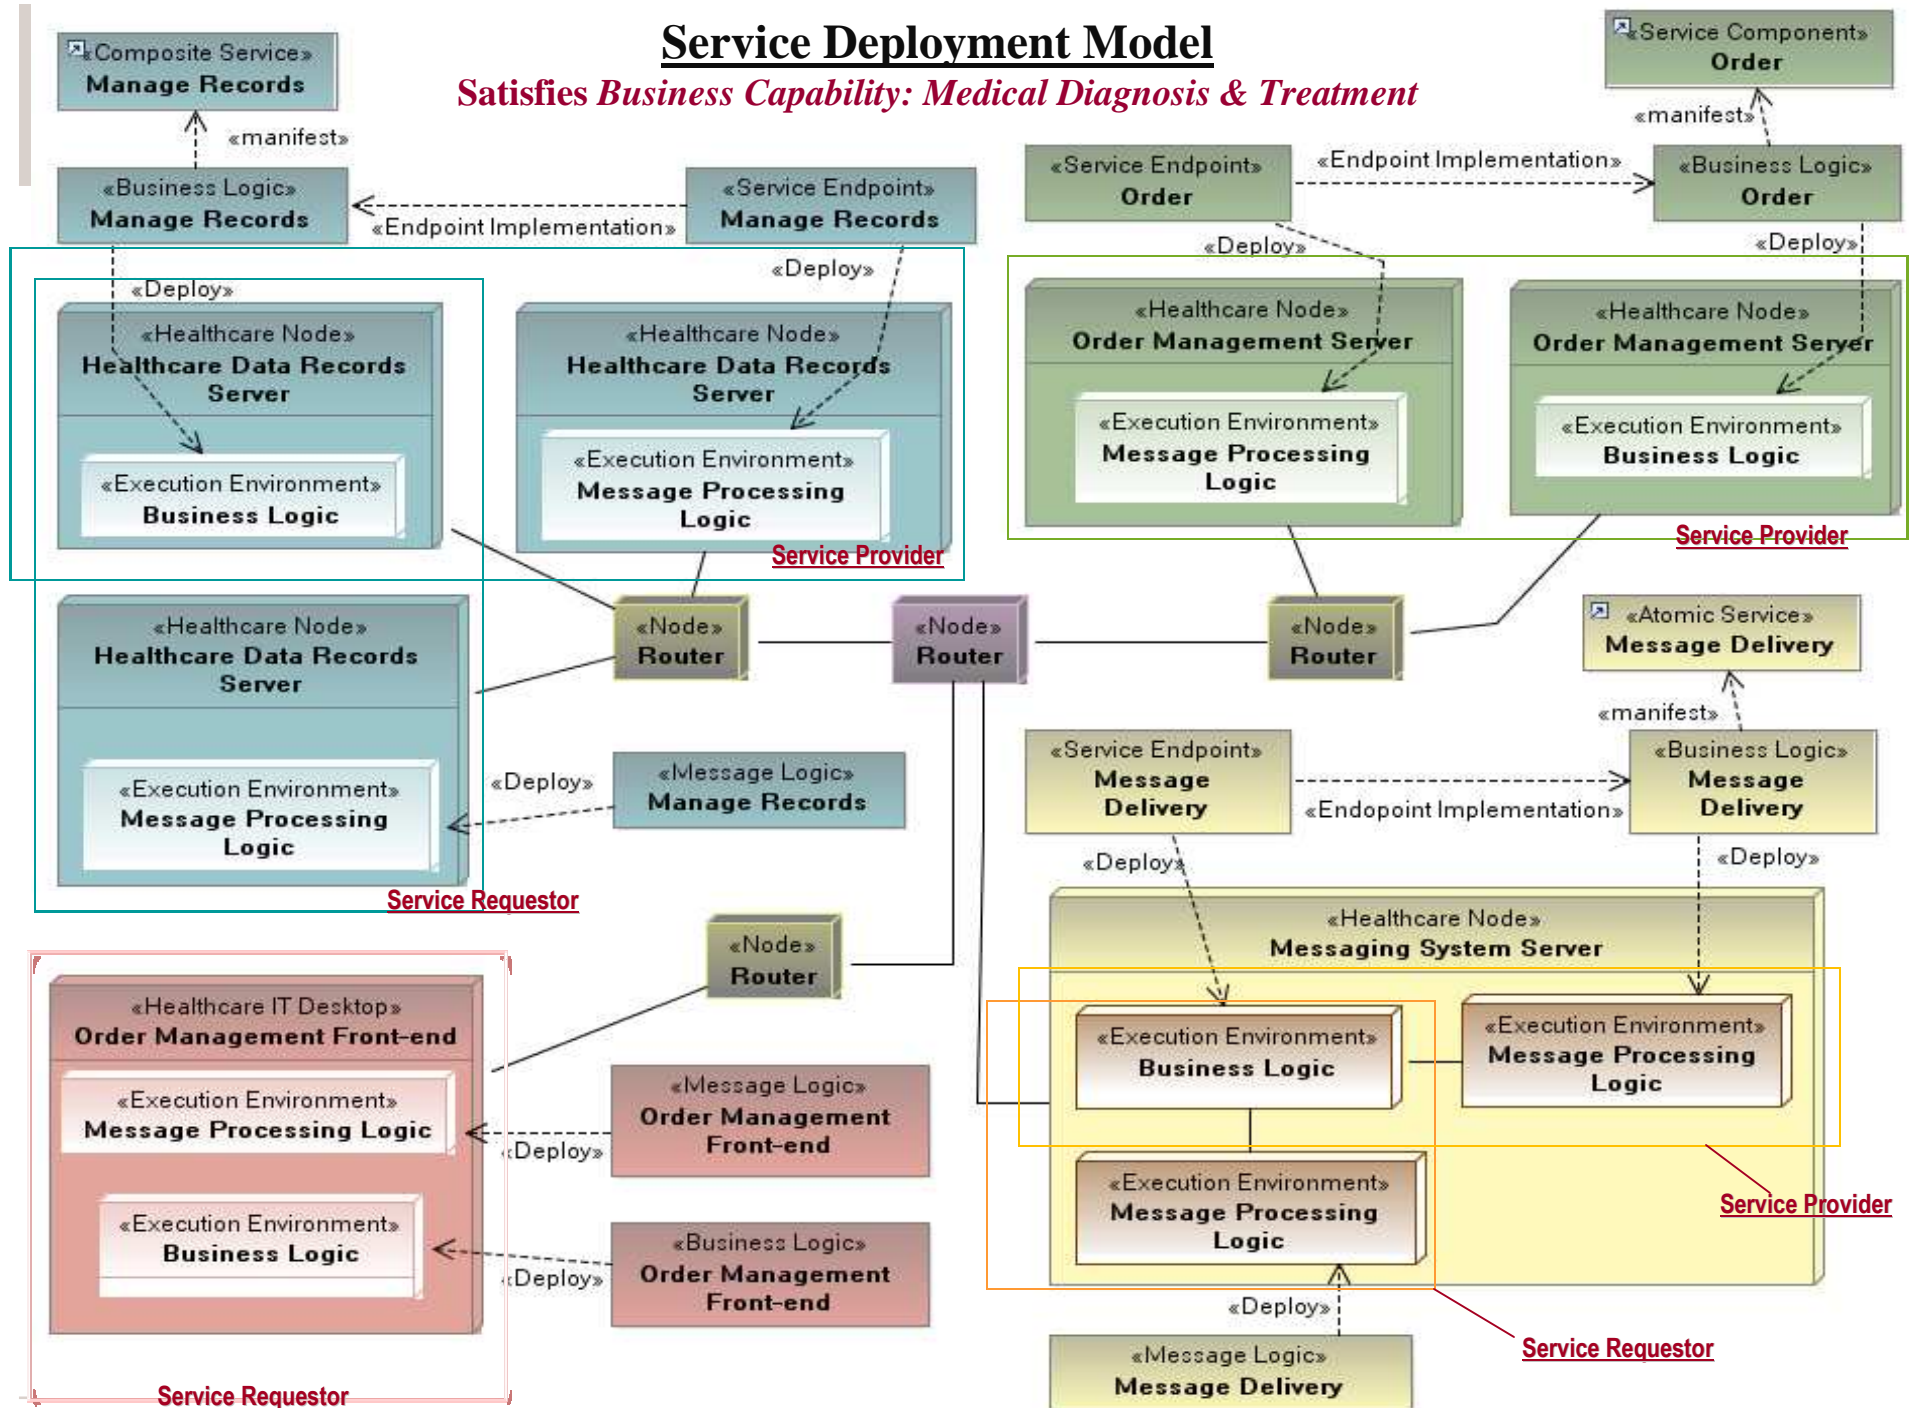 Service Deployment Model
Satisfies Business Capability: Medical Diagnosis & Treatment
«Composite Service»
Manage Records
«manifest»
«Business Logic»
Manage Records
«Endpoint Implementation»
«Service Endpoint»
Manage Records
«Deploy»
«Deploy»
«Healthcare Node»
Healthcare Data Records
Server
«Execution Environment»
Business Logic
«Healthcare Node»
Healthcare Data Records
Server
«Execution Environment»
Message Processing
Logic
Service Provider
«Service Component»
Order
«manifest»
«Service Endpoint»
Order
«Endpoint Implementation»
«Business Logic»
Order
«Deploy»
«Deploy»
«Healthcare Node»
Order Management Server
«Execution Environment»
Message Processing
Logic
«Healthcare Node»
Order Management Server
«Execution Environment»
Business Logic
Service Provider
«Healthcare Node»
Healthcare Data Records
Server
«Execution Environment»
Message Processing
Logic
Service Requestor
«Node»
Router
«Node»
Router
«Node»
Router
«Deploy»
«Message Logic»
Manage Records
«Atomic Service»
Message Delivery
«manifest»
«Service Endpoint»
Message
Delivery
«Endopoint Implementation»
«Business Logic»
Message
Delivery
«Deploy»
«Deploy»
«Node»
Router
«Healthcare Node»
Messaging System Server
«Execution Environment»
Business Logic
«Execution Environment»
Message Processing
Logic
«Execution Environment»
Message Processing
Logic
Service Provider
«Deploy»
Service Requestor
«Message Logic»
Message Delivery
«Healthcare IT Desktop»
Order Management Front-end
«Execution Environment»
Message Processing Logic
«Execution Environment»
Business Logic
«Deploy»
«Message Logic»
Order Management
Front-end
«Deploy»
«Business Logic»
Order Management
Front-end
Service Requestor